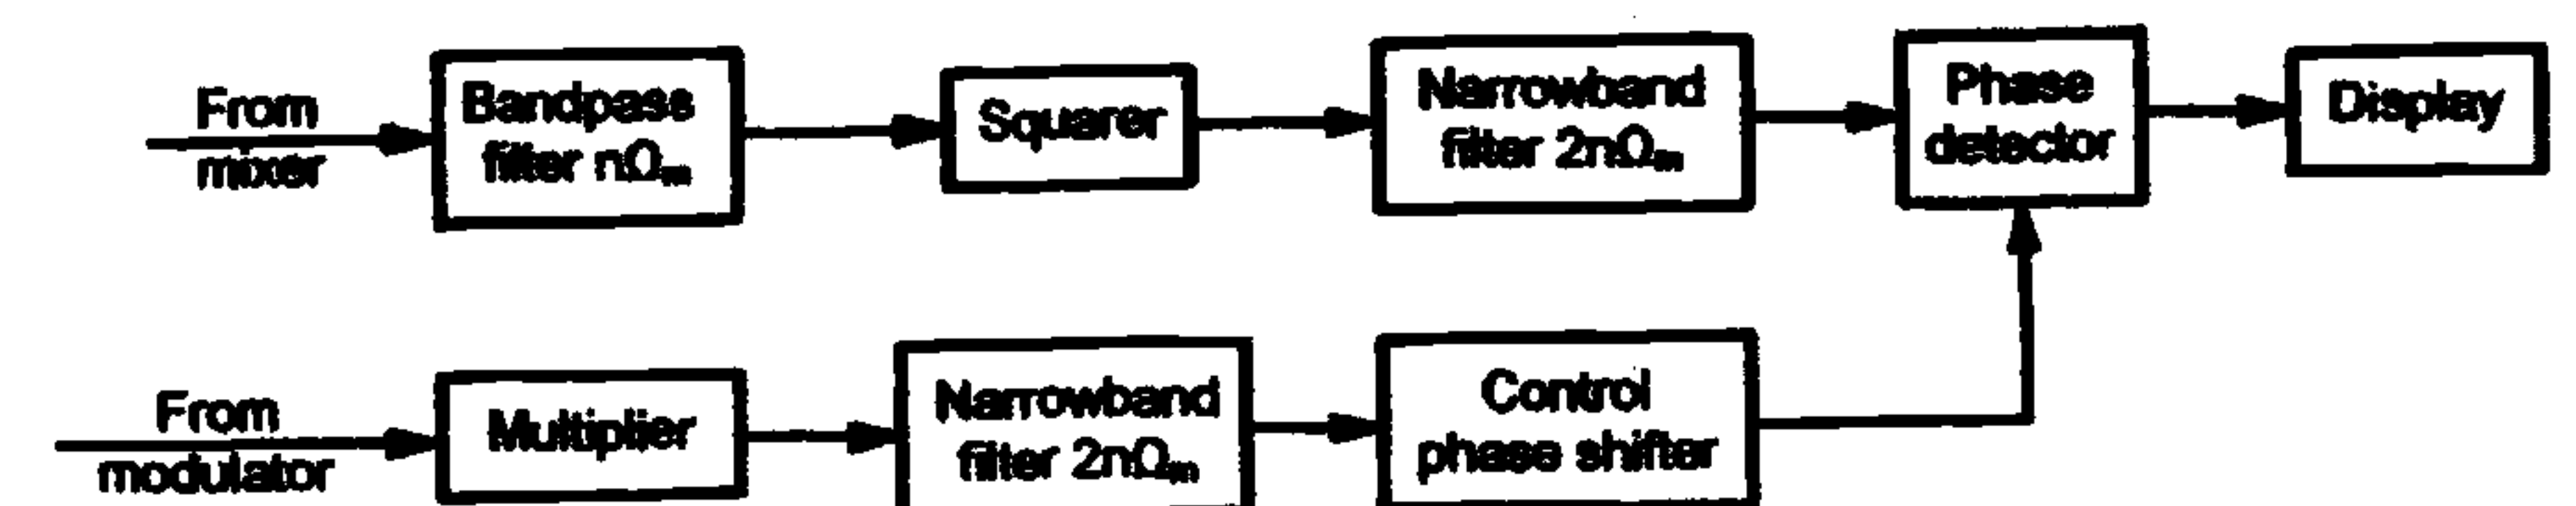 From
mixer
Bandpass
filter nΩm
Squarer
Narrowband
filter 2nΩm
Phase
detector
Display
From
modulator
Multiplier
Narrowband
filter 2nΩm
Control
phase shifter